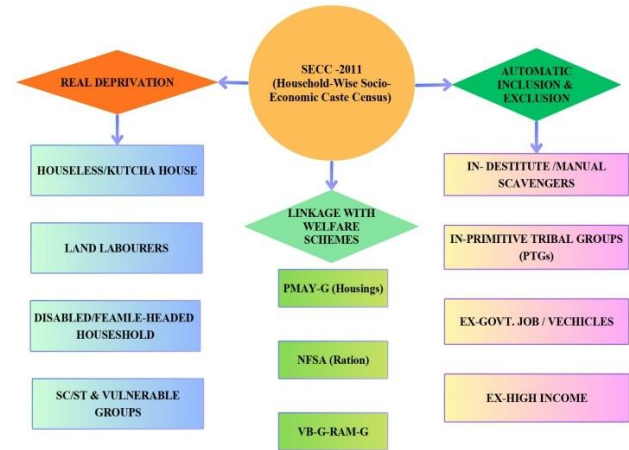 SECC -2011
(Household-Wise Socio-
Economic Caste Census)
REAL DEPRIVATION
HOUSELESS/KUTCHA HOUSE
LAND LABOURERS
DISABLED/FEAMLE-HEADED
HOUSESHOLD
SC/ST & VULNERABLE
GROUPS
LINKAGE WITH
WELFARE
SCHEMES
PMAY-G (Housings)
NFSA (Ration)
VB-G-RAM-G
AUTOMATIC
INCLUSION &
EXCLUSION
IN- DESTITUTE /MANUAL
SCAVENGERS
IN-PRIMITIVE TRIBAL GROUPS
(PTGs)
EX-GOVT. JOB / VECHICLES
EX-HIGH INCOME